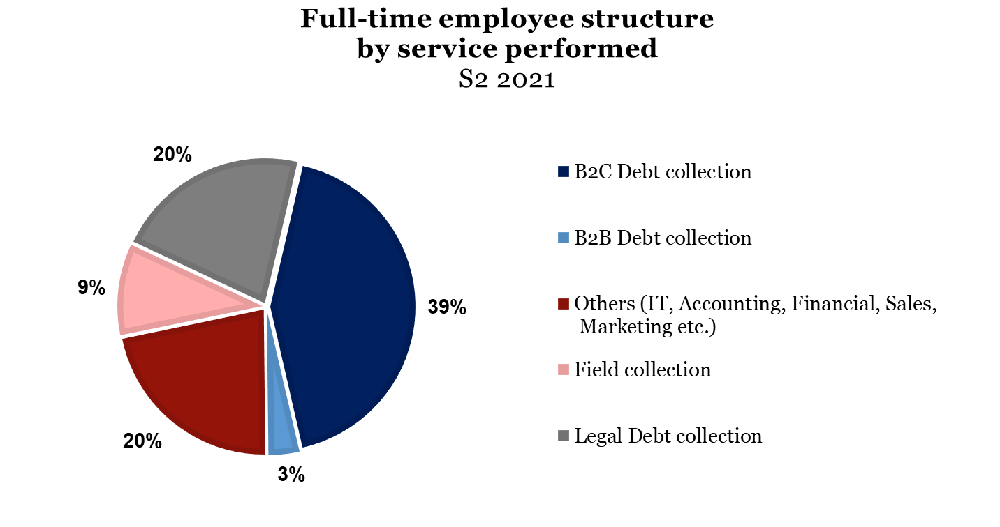 Full-time employee structure
by service performed
S2 2021
20%
9%
39%
20%
3%
B2C Debt collection
B2B Debt collection
Others (IT, Accounting, Financial, Sales,
Marketing etc.)
Field collection
Legal Debt collection